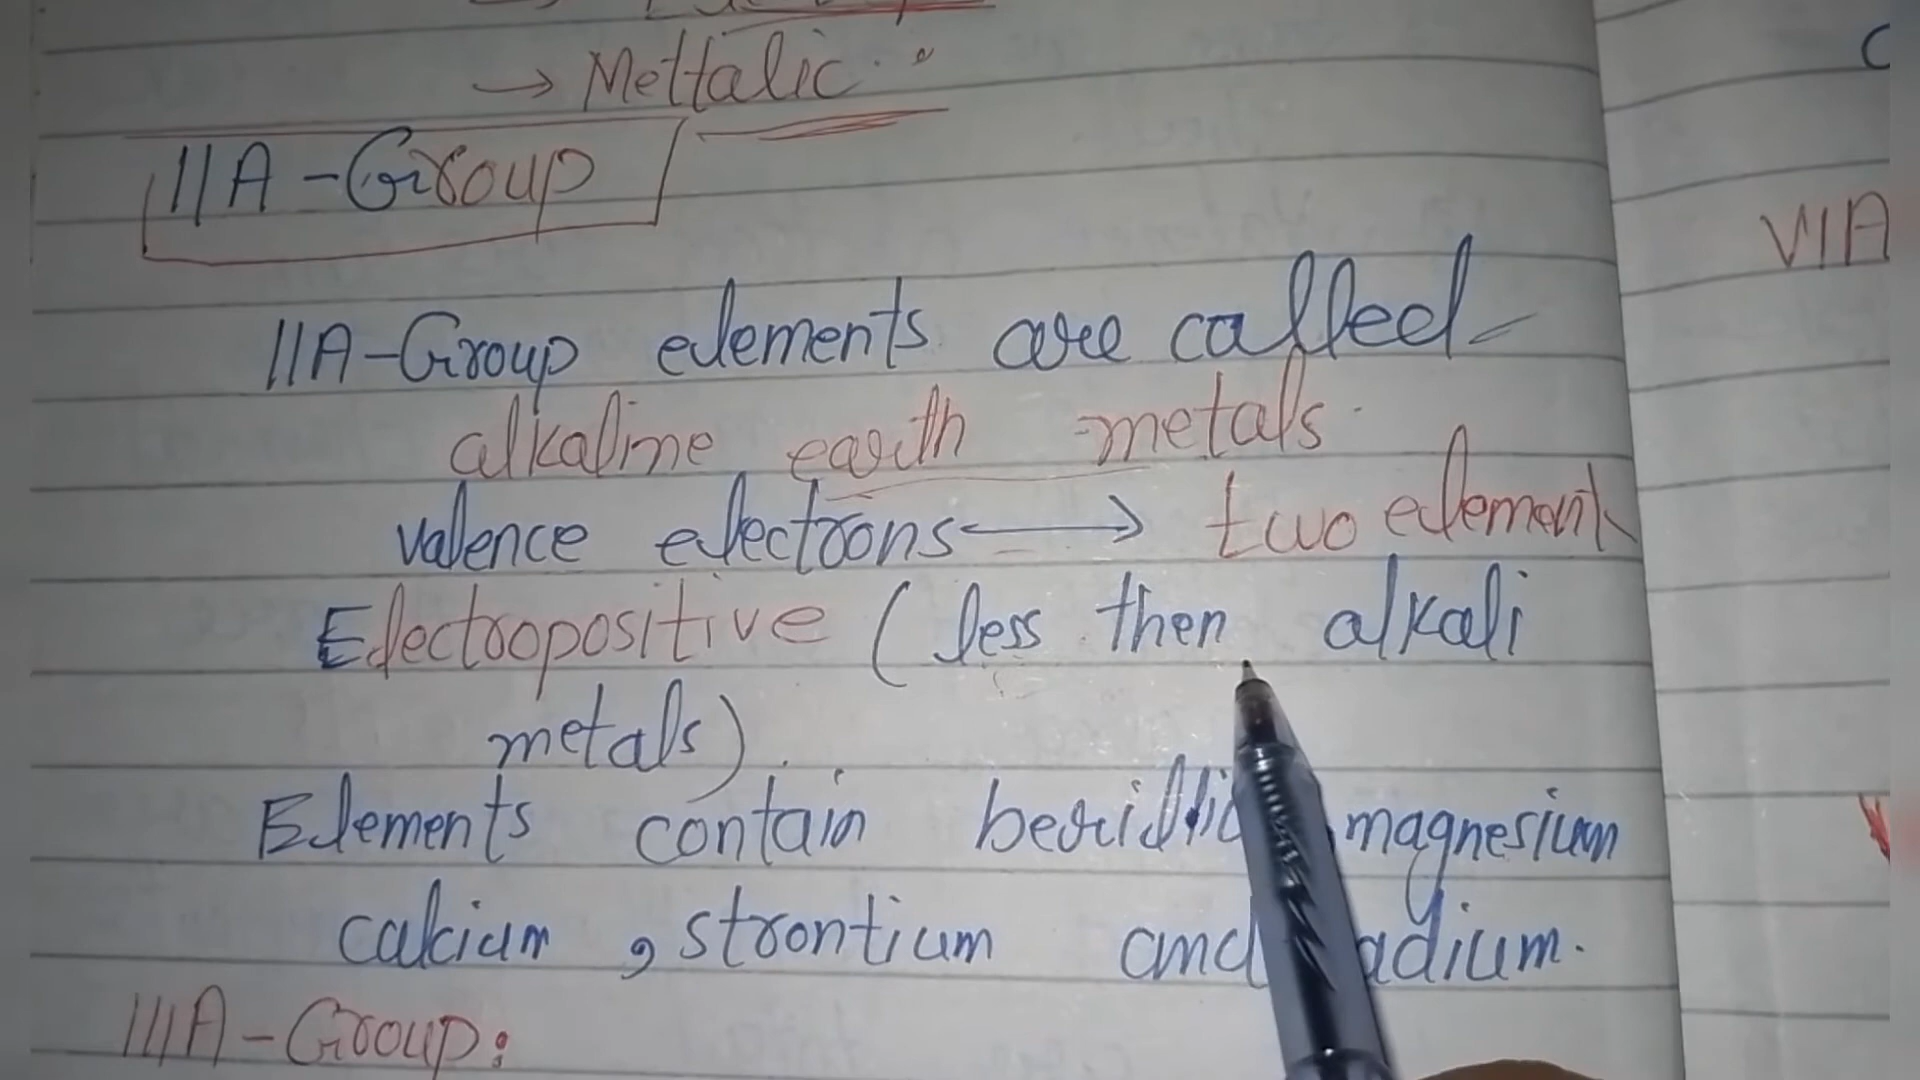 → Mettalic
IIA-Group
IIA-Group elements are called
alkaline earth metals.
valence electrons → two element
Electropositive (less then alkali
metals).
Elements contain magnesium
calcium, strontium and
IIIA-Group:
VIA